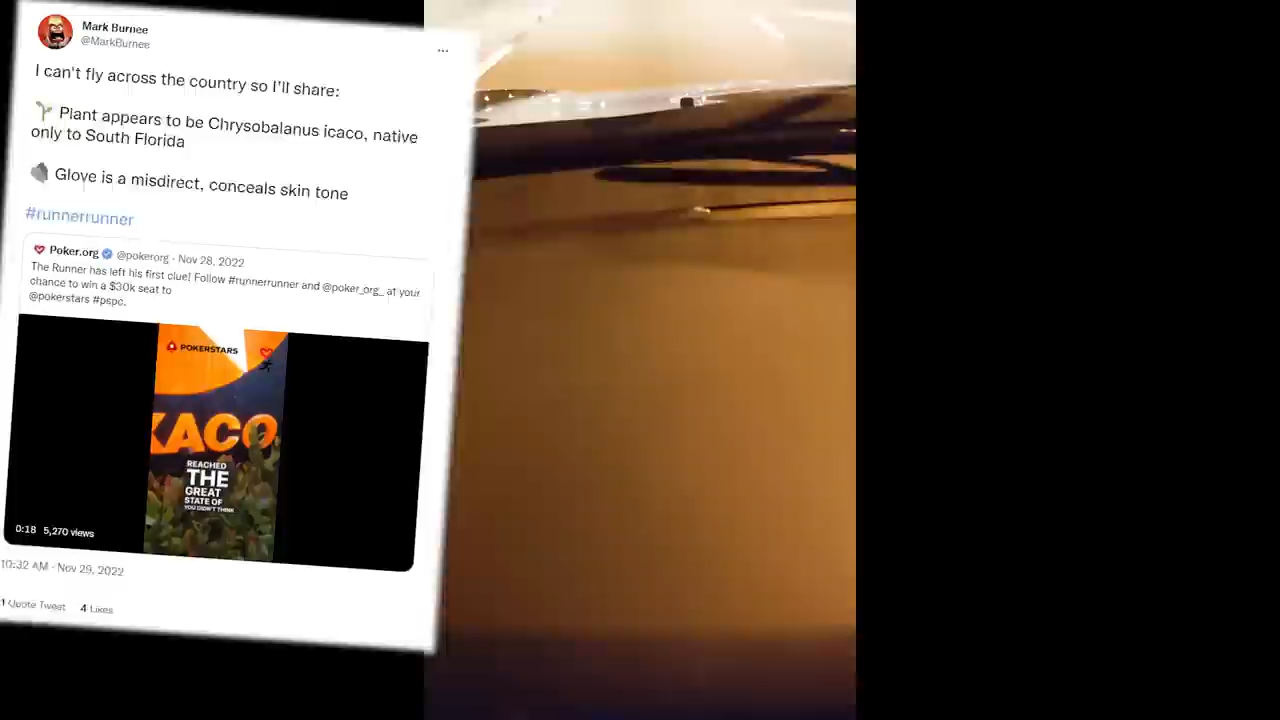 Mark Burnee
@MarkBurnee
I can't fly across the country so I'll share:
Plant appears to be Chrysobalanus icaco, native
only to South Florida
Glove is a misdirect, conceals skin tone
#runnerrunner
Poker.org @pokerorg · Nov 28, 2022
The Runner has left his first clue! Follow #runnerrunner and @poker_org_ at your
chance to win a $30k seat to
@pokerstars #pspc.
POKERSTARS
KACO
REACHED
THE
GREAT
STATE OF
YOU DIDN'T THINK
0:18 5,270 views
10:32 AM · Nov 29, 2022
1 Quote Tweet 4 Likes